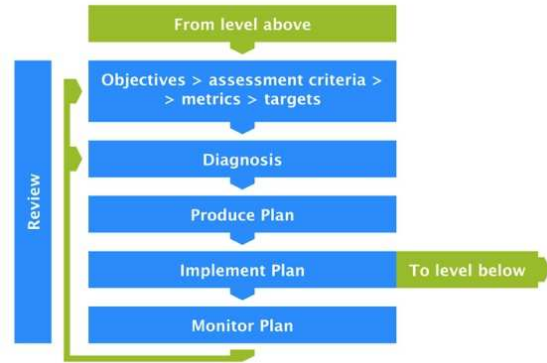 From level above
Objectives > assessment criteria >
> metrics > targets
Diagnosis
Produce Plan
Implement Plan
To level below
Monitor Plan
Review